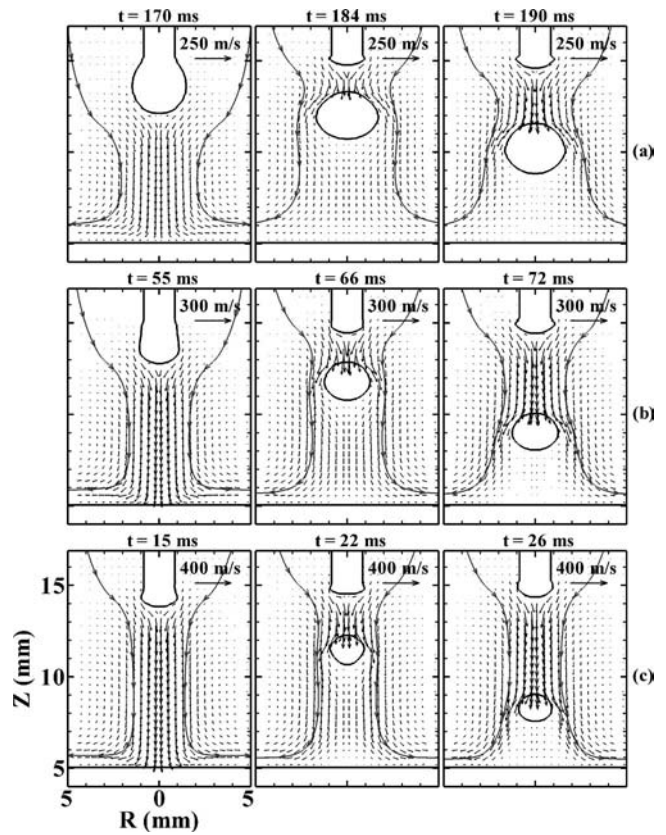 t = 170 ms t = 184 ms t = 190 ms
250 m/s 250 m/s 250 m/s
(a)
t = 55 ms t = 66 ms t = 72 ms
300 m/s 300 m/s 300 m/s
(b)
t = 15 ms t = 22 ms t = 26 ms
400 m/s 400 m/s 400 m/s
15
Z (mm)
10
(c)
5
5 0 5
R (mm)